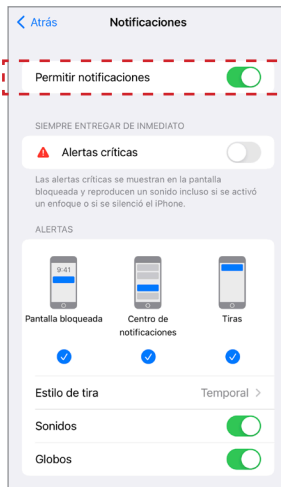 Atrás
Notificaciones
Permitir notificaciones
SIEMPRE ENTREGAR DE INMEDIATO
Alertas críticas
Las alertas críticas se muestran en la pantalla
bloqueada y reproducen un sonido incluso si se activó
un enfoque o si se silenció el iPhone.
ALERTAS
9:41
Pantalla bloqueada
Centro de
notificaciones
Tiras
Estilo de tira
Temporal
Sonidos
Globos